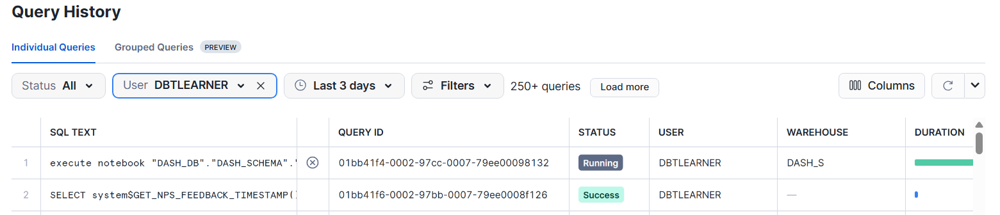 Query History
Individual Queries Grouped Queries PREVIEW
Status All User DBTLEARNER Last 3 days Filters 250+ queries Load more Columns
SQL TEXT QUERY ID STATUS USER WAREHOUSE DURATION
1 execute notebook "DASH_DB"."DASH_SCHEMA"." 01bb41f4-0002-97cc-0007-79ee00098132 Running DBTLEARNER DASH_S
2 SELECT system$GET_NPS_FEEDBACK_TIMESTAMP() 01bb41f6-0002-97bb-0007-79ee0008f126 Success DBTLEARNER —